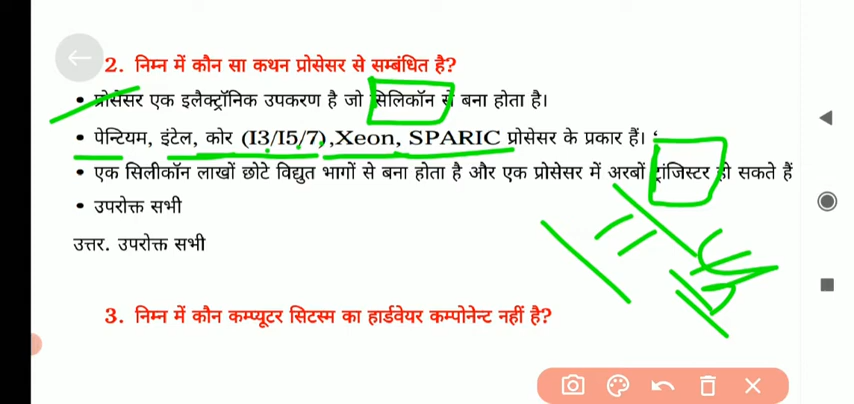 2. निम्न में कौन सा कथन प्रोसेसर से सम्बंधित है?
• प्रोसेसर एक इलैक्ट्रॉनिक उपकरण है जो सिलिकॉन से बना होता है।
• पेन्टियम, इंटेल, कोर (I3/I5/7),Xeon, SPARIC प्रोसेसर के प्रकार हैं। ‘
• एक सिलीकॉन लाखों छोटे विद्युत भागों से बना होता है और एक प्रोसेसर में अरबों ट्रांजिस्टर हो सकते हैं
• उपरोक्त सभी
उत्तर. उपरोक्त सभी
3. निम्न में कौन कम्प्यूटर सिटस्म का हार्डवेयर कम्पोनेन्ट नहीं है?